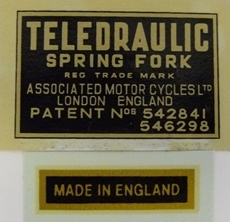 TELEDRAULIC
SPRING FORK
REG TRADE MARK
ASSOCIATED MOTOR CYCLES LTD
LONDON ENGLAND
PATENT NOS 542841
546298
MADE IN ENGLAND